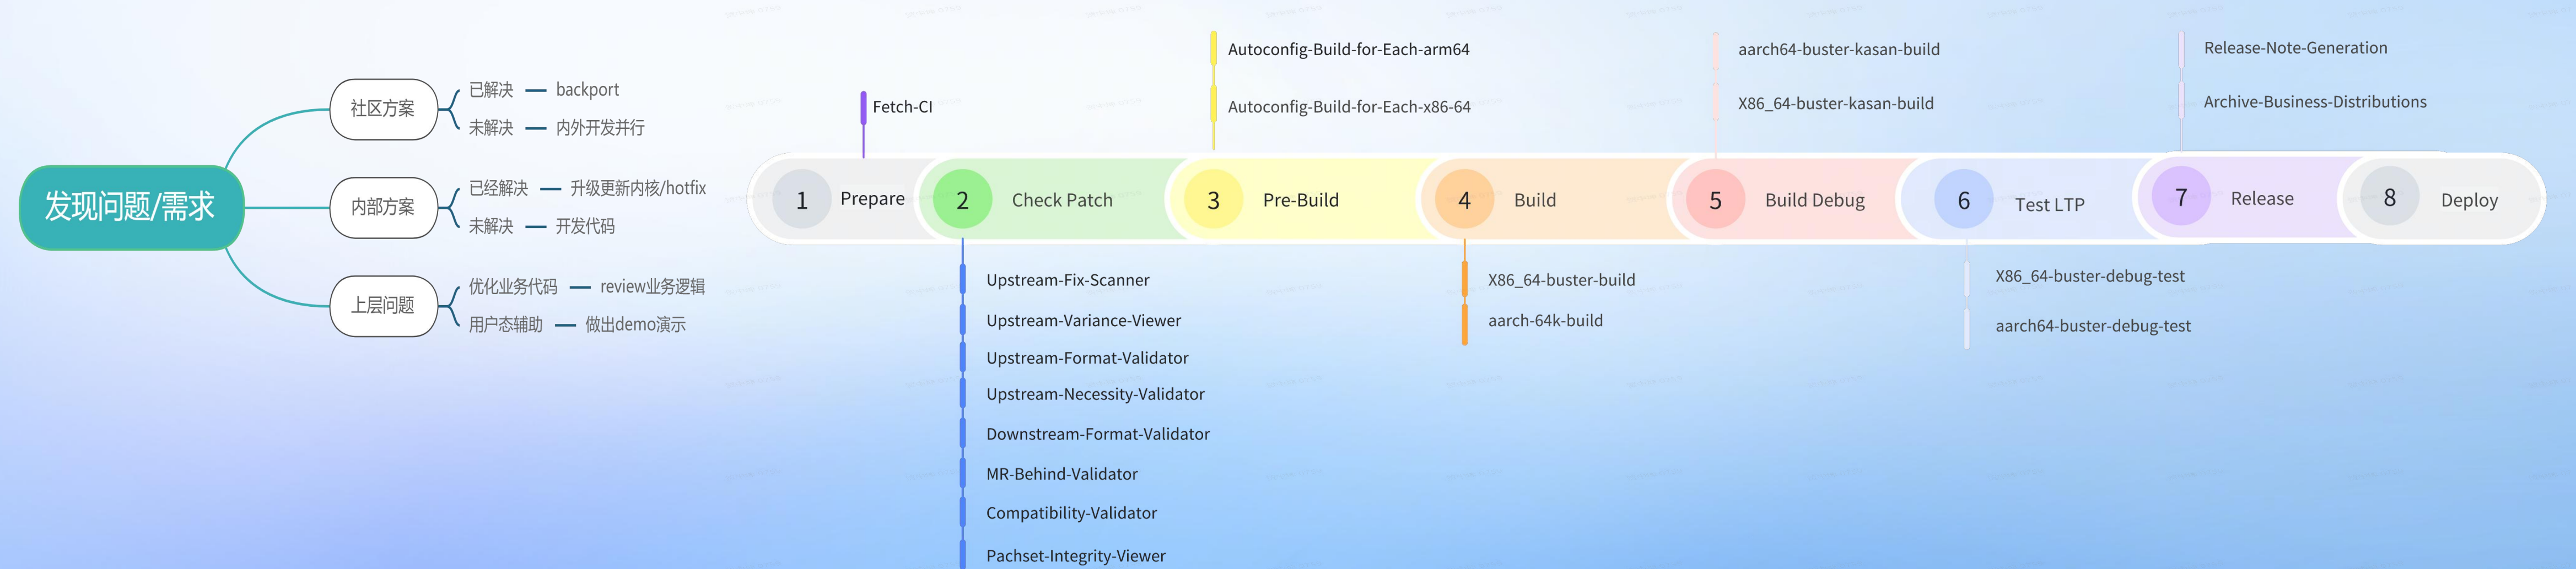 发现问题/需求
社区方案
已解决 — backport
未解决 — 内外开发并行
内部方案
已经解决 — 升级更新内核/hotfix
未解决 — 开发代码
上层问题
优化业务代码 — review业务逻辑
用户态辅助 — 做出demo演示
1 Prepare
Fetch-CI
2 Check Patch
Upstream-Fix-Scanner
Upstream-Variance-Viewer
Upstream-Format-Validator
Upstream-Necessity-Validator
Downstream-Format-Validator
MR-Behind-Validator
Compatibility-Validator
Pachset-Integrity-Viewer
3 Pre-Build
Autoconfig-Build-for-Each-arm64
Autoconfig-Build-for-Each-x86-64
4 Build
X86_64-buster-build
aarch-64k-build
5 Build Debug
aarch64-buster-kasan-build
X86_64-buster-kasan-build
6 Test LTP
X86_64-buster-debug-test
aarch64-buster-debug-test
7 Release
Release-Note-Generation
Archive-Business-Distributions
8 Deploy